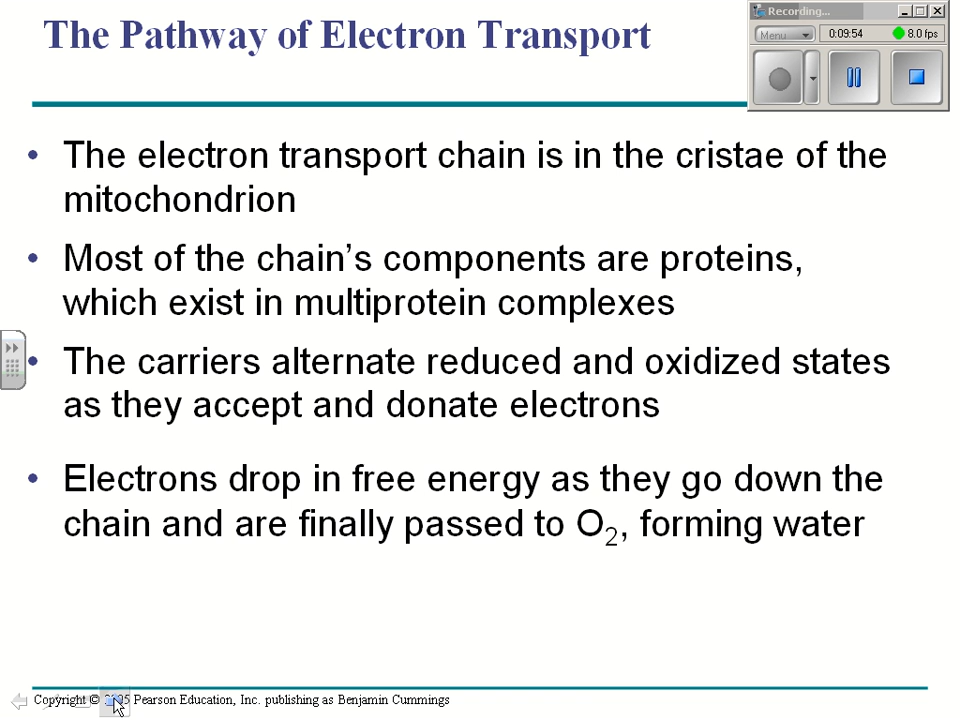 The Pathway of Electron Transport
Recording...
Menu
0:09:54
8.0 fps
• The electron transport chain is in the cristae of the
mitochondrion
• Most of the chain's components are proteins,
which exist in multiprotein complexes
• The carriers alternate reduced and oxidized states
as they accept and donate electrons
• Electrons drop in free energy as they go down the
chain and are finally passed to O₂, forming water
Copyright © 2005 Pearson Education, Inc. publishing as Benjamin Cummings